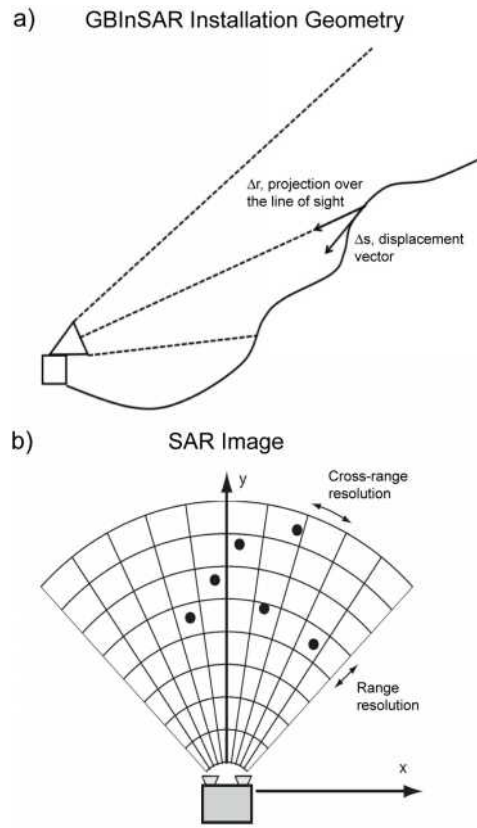 a)
GBInSAR Installation Geometry
Δr, projection over
the line of sight
Δs, displacement
vector
b)
SAR Image
y
Cross-range
resolution
Range
resolution
x